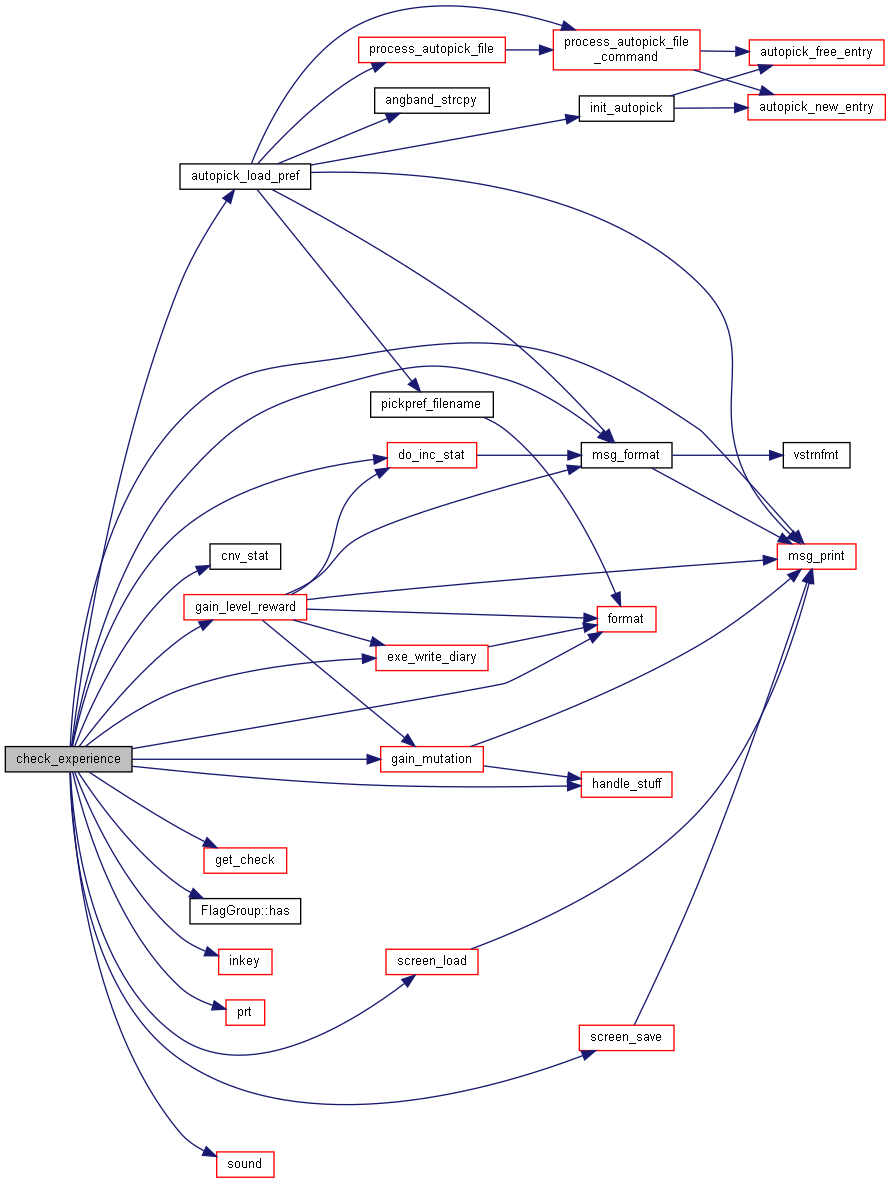 process_autopick_file
process_autopick_file
_command
autopick_free_entry
angband_strcpy
init_autopick
autopick_new_entry
autopick_load_pref
pickpref_filename
do_inc_stat
msg_format
vstrnfmt
cnv_stat
msg_print
gain_level_reward
format
exe_write_diary
check_experience
gain_mutation
handle_stuff
get_check
FlagGroup::has
inkey
screen_load
prt
screen_save
sound